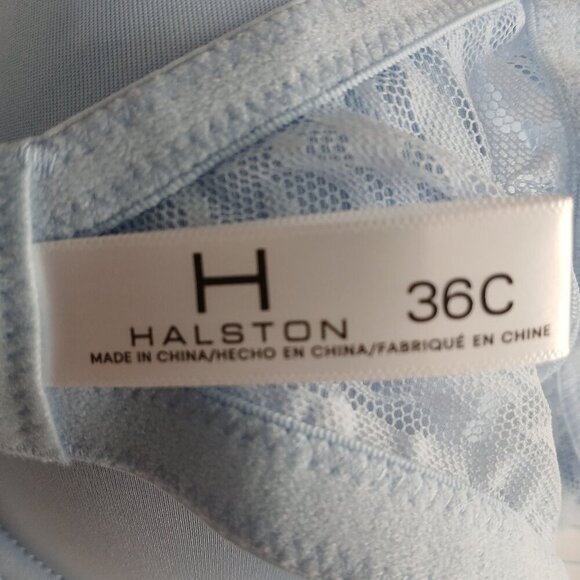 H
HALSTON
36C
MADE IN CHINA/HECHO EN CHINA/FABRIQUÉ EN CHINE